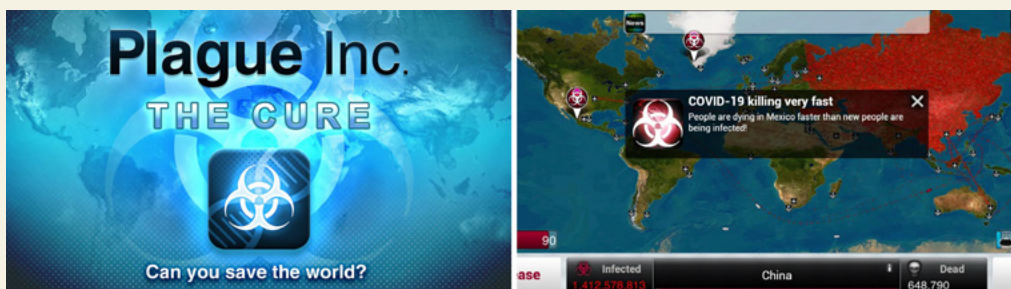 Plague Inc.
THE CURE
Can you save the world?
News
COVID-19 killing very fast
People are dying in Mexico faster than new people are
being infected!
90
ase
Infected
1,412,578,813
China
Dead
648,790